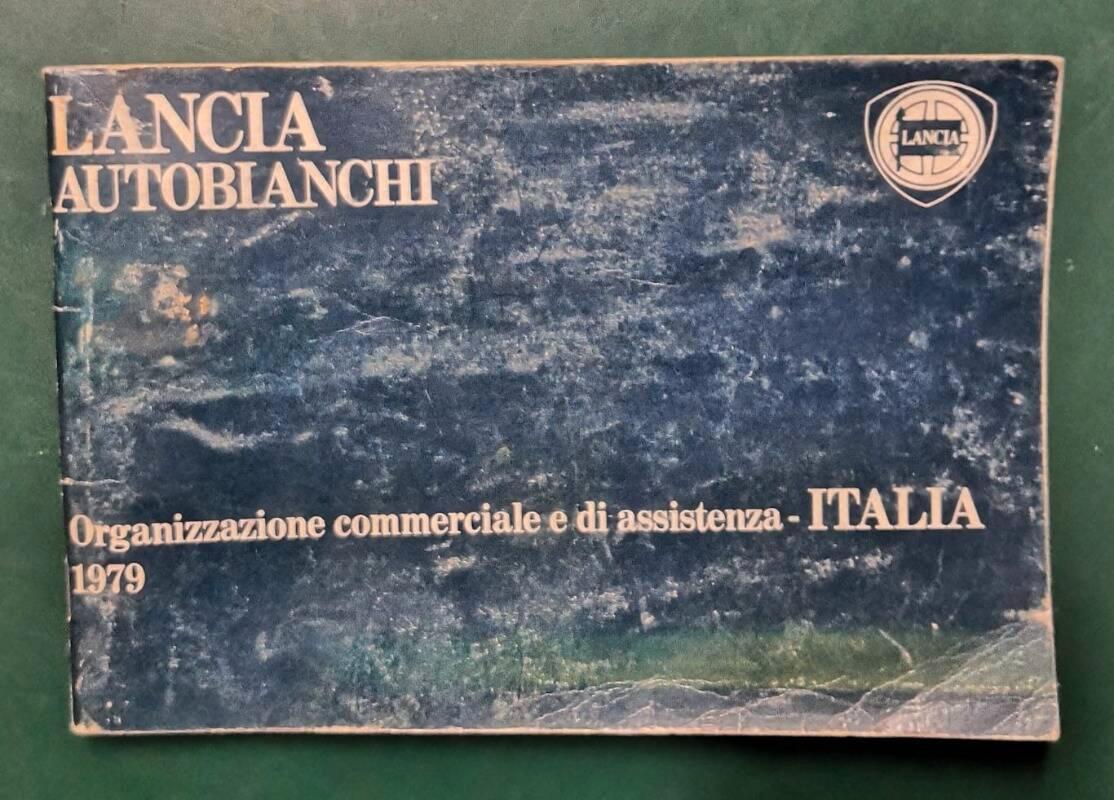 LANCIA
AUTOBIANCHI
LANCIA
Organizzazione commerciale e di assistenza - ITALIA
1979